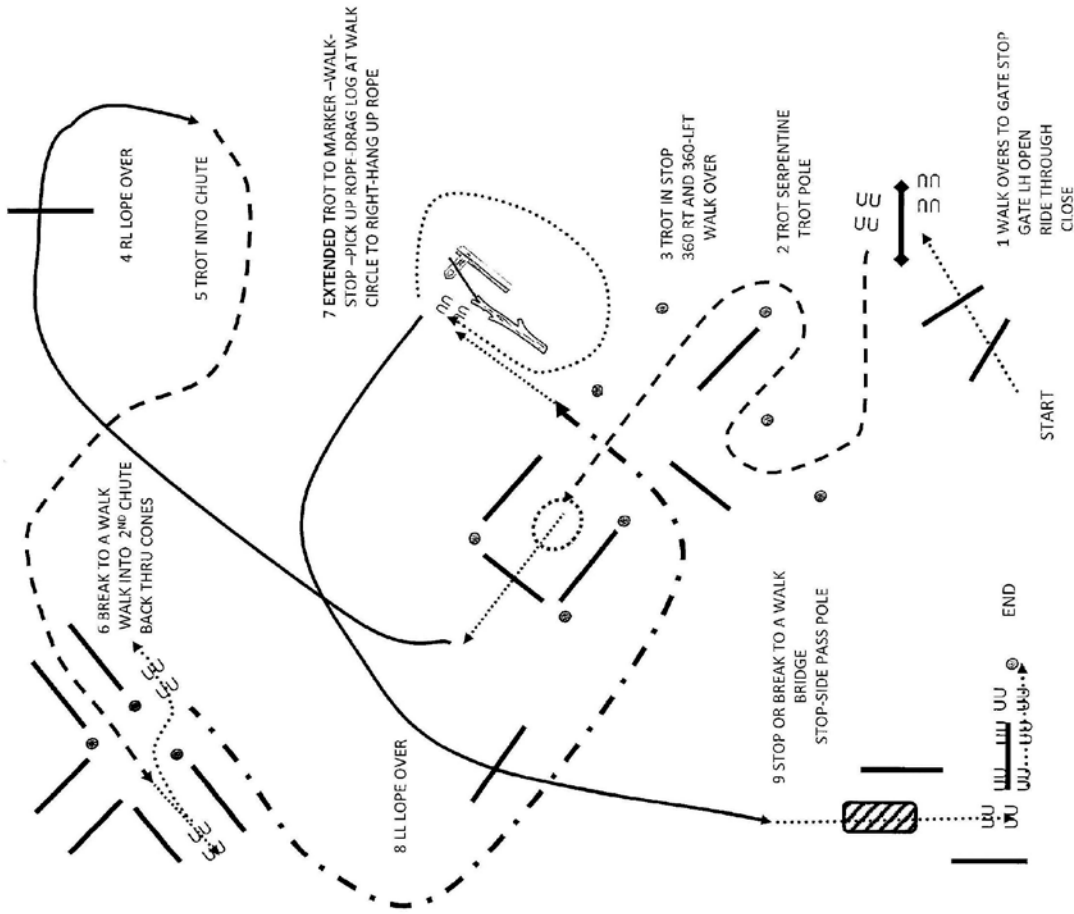 4 RL LOPE OVER
5 TROT INTO CHUTE
6 BREAK TO A WALK
WALK INTO 2ND CHUTE
BACK THRU CONES
7 EXTENDED TROT TO MARKER –WALK-
STOP –PICK UP ROPE-DRAG LOG AT WALK
CIRCLE TO RIGHT-HANG UP ROPE
3 TROT IN STOP
360 RT AND 360-LFT
WALK OVER
2 TROT SERPENTINE
TROT POLE
8 LL LOPE OVER
9 STOP OR BREAK TO A WALK
BRIDGE
STOP-SIDE PASS POLE
END
START
1 WALK OVERS TO GATE STOP
GATE LH OPEN
RIDE THROUGH
CLOSE